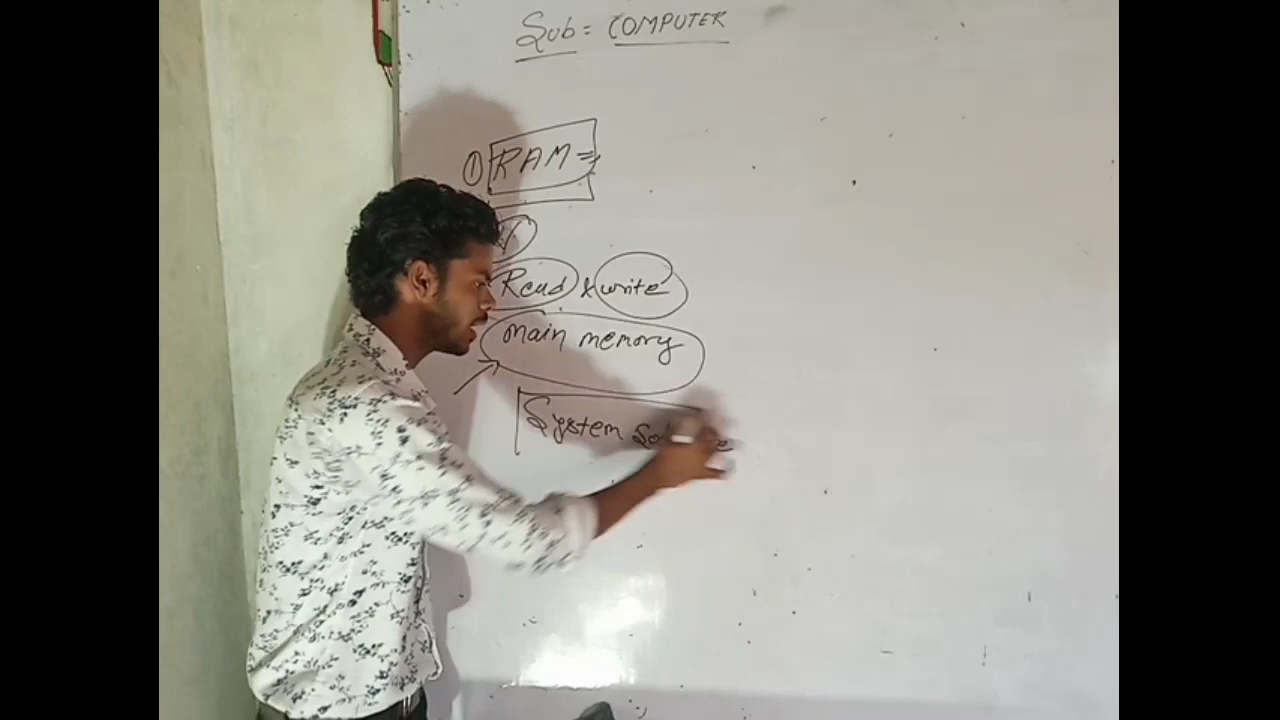 Sub = COMPUTER
① RAM =
Read & write
main memory
System